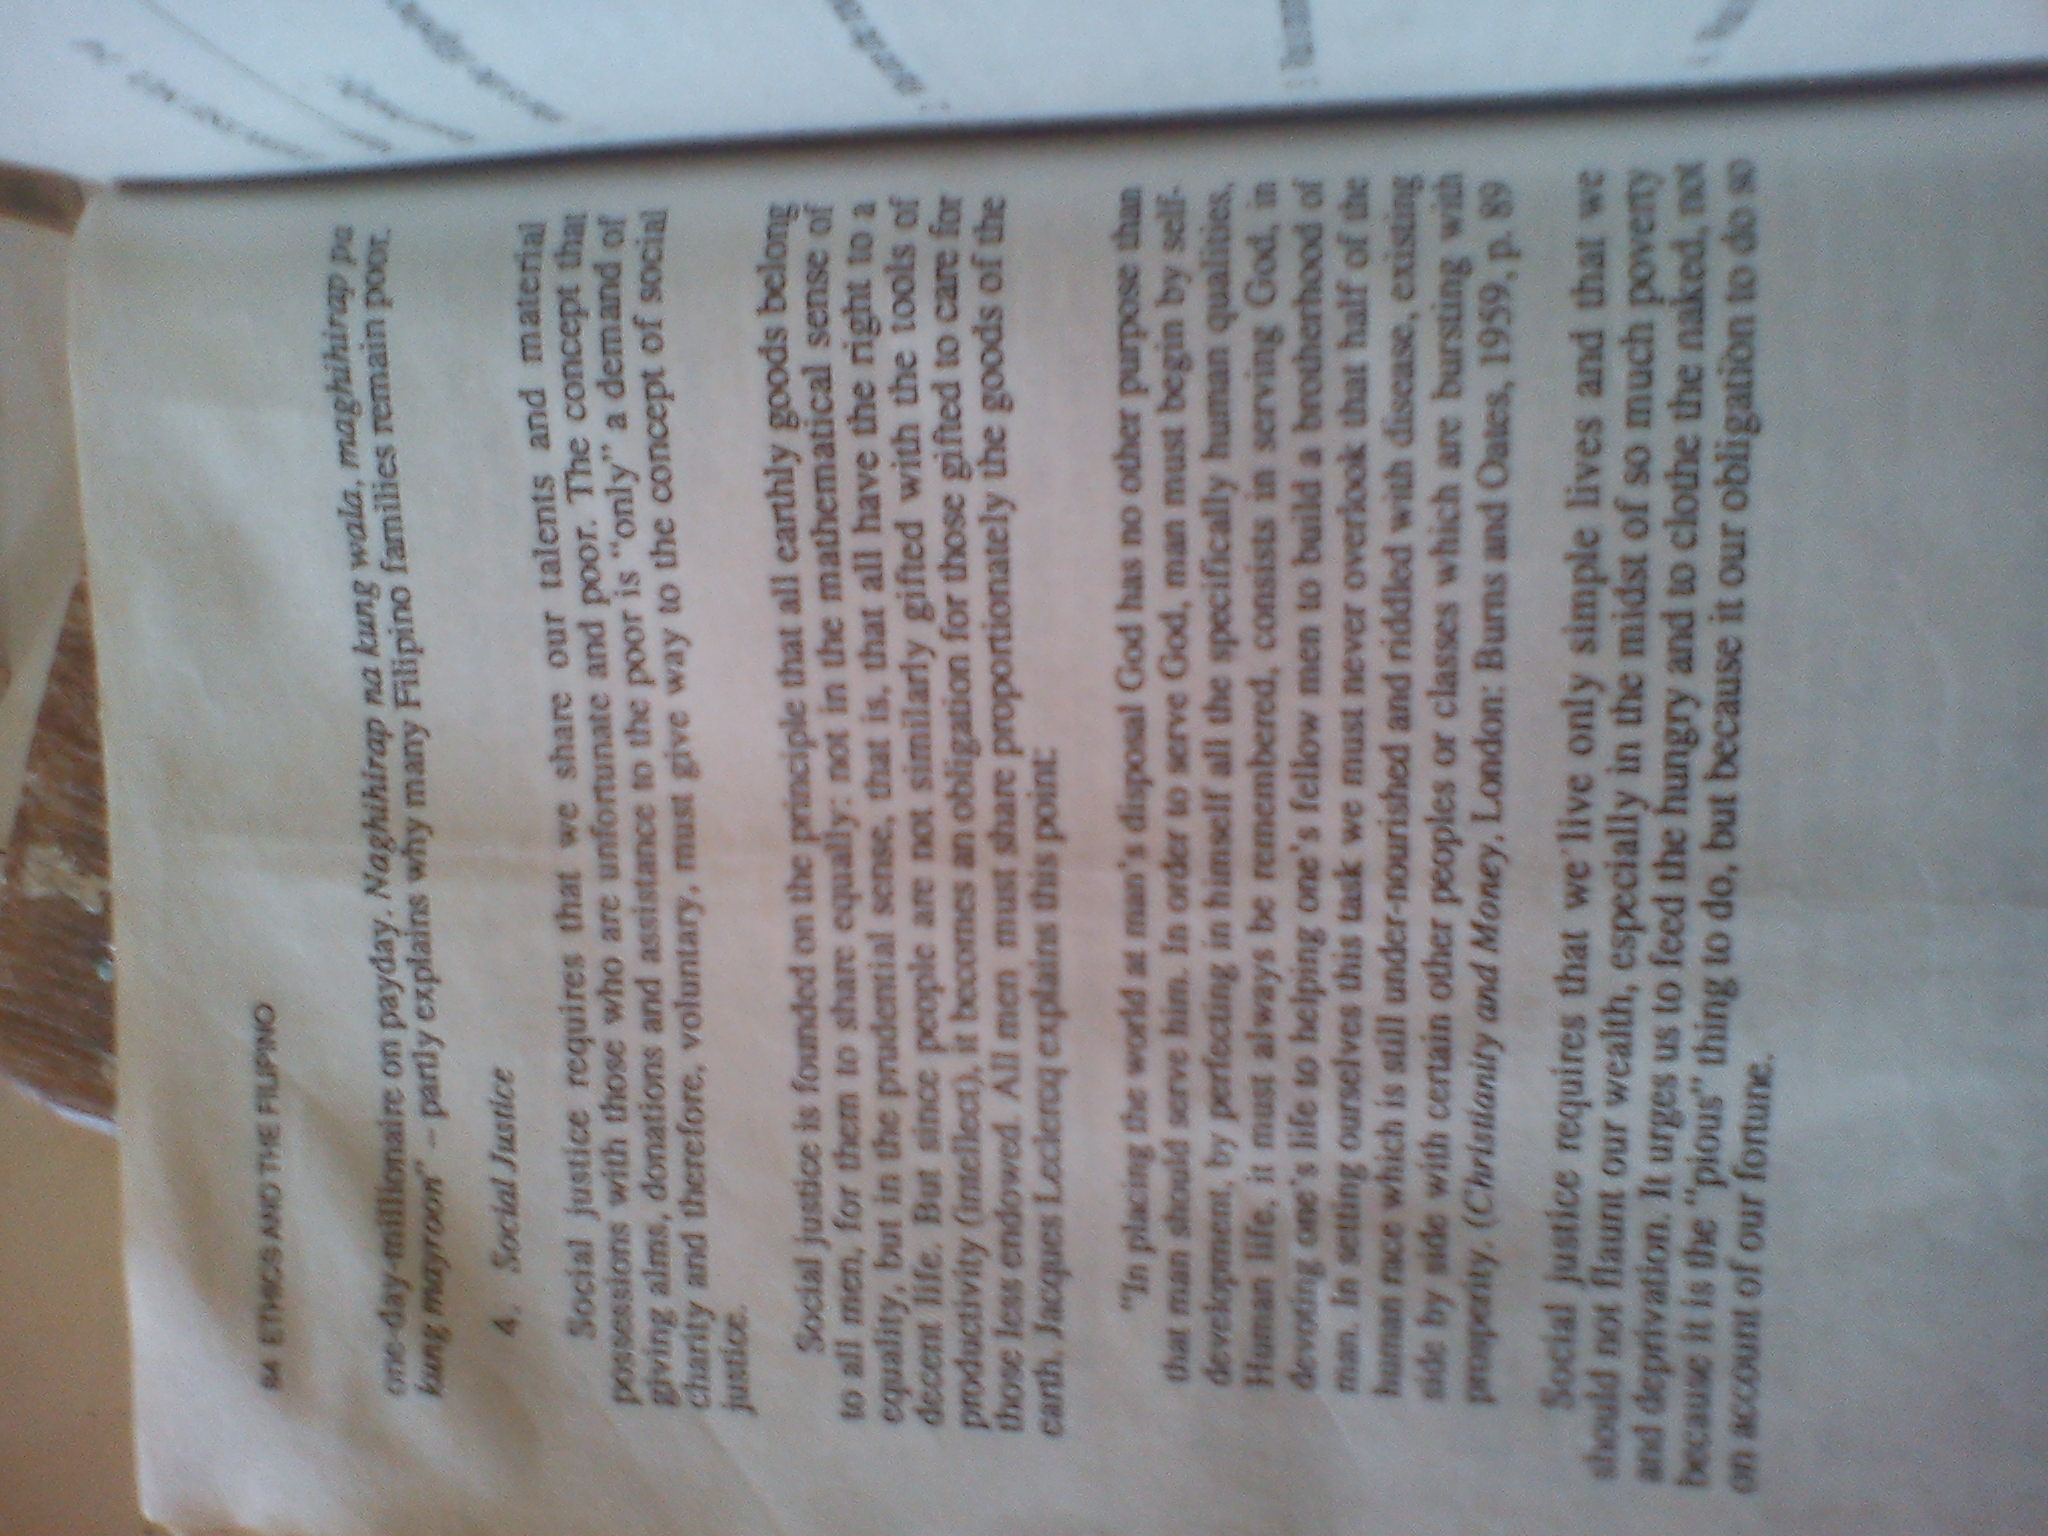 84 ETHICS AND THE FILIPINO
one-day-millionaire on payday. Naghihirap na kung wala, maghihirap pa
kung mayroon" – partly explains why many Filipino families remain poor.
4. Social Justice
Social justice requires that we share our talents and material
possessions with those who are unfortunate and poor. The concept that
giving alms, donations and assistance to the poor is "only" a demand of
charity and therefore, voluntary, must give way to the concept of social
justice.
Social justice is founded on the principle that all earthly goods belong
to all men, for them to share equally: not in the mathematical sense of
equality, but in the prudential sense, that is, that all have the right to a
decent life. But since people are not similarly gifted with the tools of
productivity (intellect), it becomes an obligation for those gifted to care for
those less endowed. All men must share proportionately the goods of the
earth. Jacques Leclercq explains this point:
"In placing the world at man's disposal God has no other purpose than
that man should serve him. In order to serve God, man must begin by self-
development, by perfecting in himself all the specifically human qualities.
Human life, it must always be remembered, consists in serving God, in
devoting one's life to helping one's fellow men to build a brotherhood of
man. In setting ourselves this task we must never overlook that half of the
human race which is still under-nourished and riddled with disease, existing
side by side with certain other peoples or classes which are bursting with
prosperity. (Christianity and Money, London: Burns and Oates, 1959, p. 89
Social justice requires that we live only simple lives and that we
should not flaunt our wealth, especially in the midst of so much poverty
and deprivation. It urges us to feed the hungry and to clothe the naked, not
because it is the "pious" thing to do, but because it our obligation to do so
on account of our fortune.